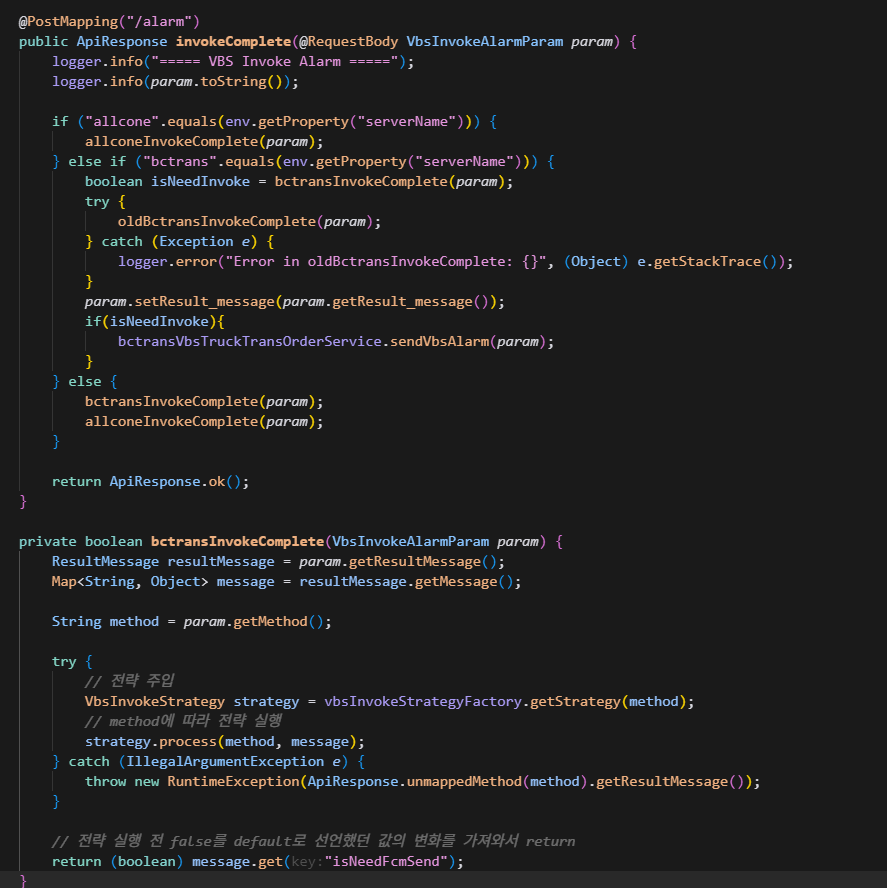 @PostMapping("/alarm")
public ApiResponse invokeComplete(@RequestBody VbsInvokeAlarmParam param) {
    logger.info("===== VBS Invoke Alarm =====");
    logger.info(param.toString());

    if ("allcone".equals(env.getProperty("serverName"))) {
        allconeInvokeComplete(param);
    } else if ("bctrans".equals(env.getProperty("serverName"))) {
        boolean isNeedInvoke = bctransInvokeComplete(param);
        try {
            oldBctransInvokeComplete(param);
        } catch (Exception e) {
            logger.error("Error in oldBctransInvokeComplete: {}", (Object) e.getStackTrace());
        }
        param.setResult_message(param.getResult_message());
        if(isNeedInvoke){
            bctransVbsTruckTransOrderService.sendVbsAlarm(param);
        }
    } else {
        bctransInvokeComplete(param);
        allconeInvokeComplete(param);
    }

    return ApiResponse.ok();
}

private boolean bctransInvokeComplete(VbsInvokeAlarmParam param) {
    ResultMessage resultMessage = param.getResultMessage();
    Map<String, Object> message = resultMessage.getMessage();

    String method = param.getMethod();

    try {
        // 전략 주입
        VbsInvokeStrategy strategy = vbsInvokeStrategyFactory.getStrategy(method);
        // method에 따라 전략 실행
        strategy.process(method, message);
    } catch (IllegalArgumentException e) {
        throw new RuntimeException(ApiResponse.unmappedMethod(method).getResultMessage());
    }

    // 전략 실행 전 false를 default로 선언했던 값의 변화를 가져와서 return
    return (boolean) message.get(key:"isNeedFcmSend");
}